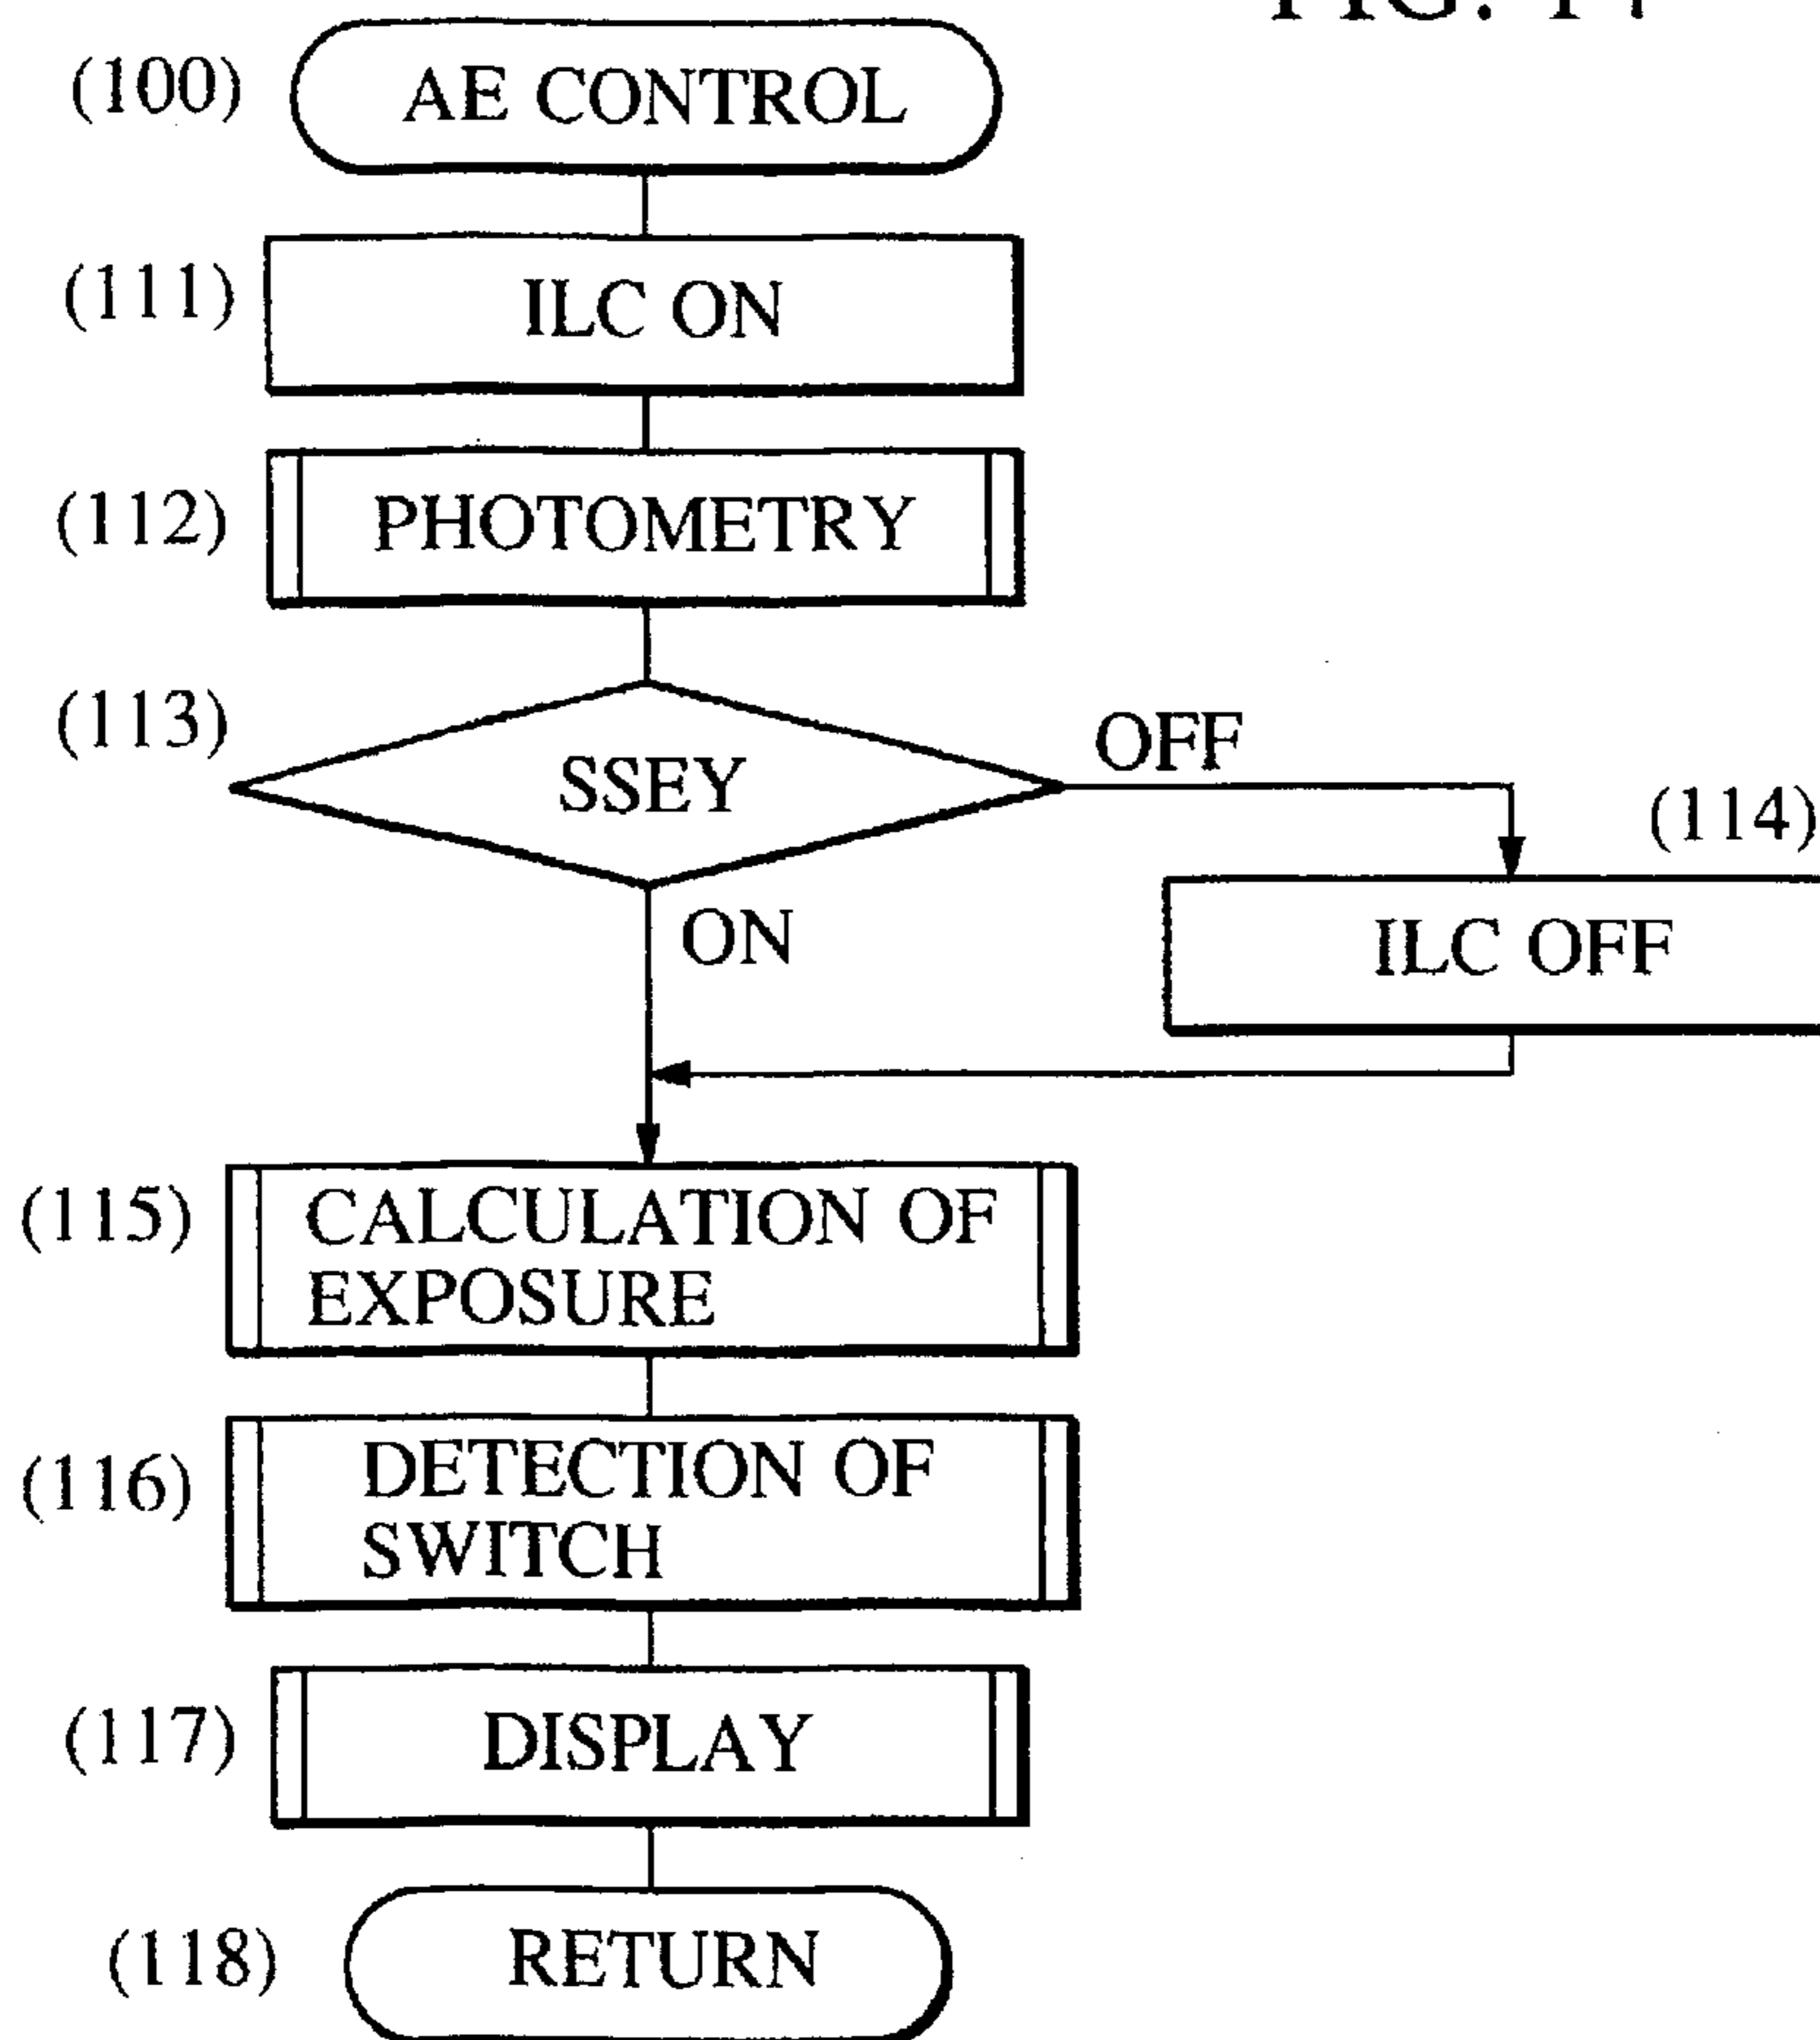 (100) AE CONTROL
(111) ILC ON
(112) PHOTOMETRY
(113) SSEY
OFF
(114)
ILC OFF
ON
(115) CALCULATION OF
EXPOSURE
(116) DETECTION OF
SWITCH
(117) DISPLAY
(118) RETURN